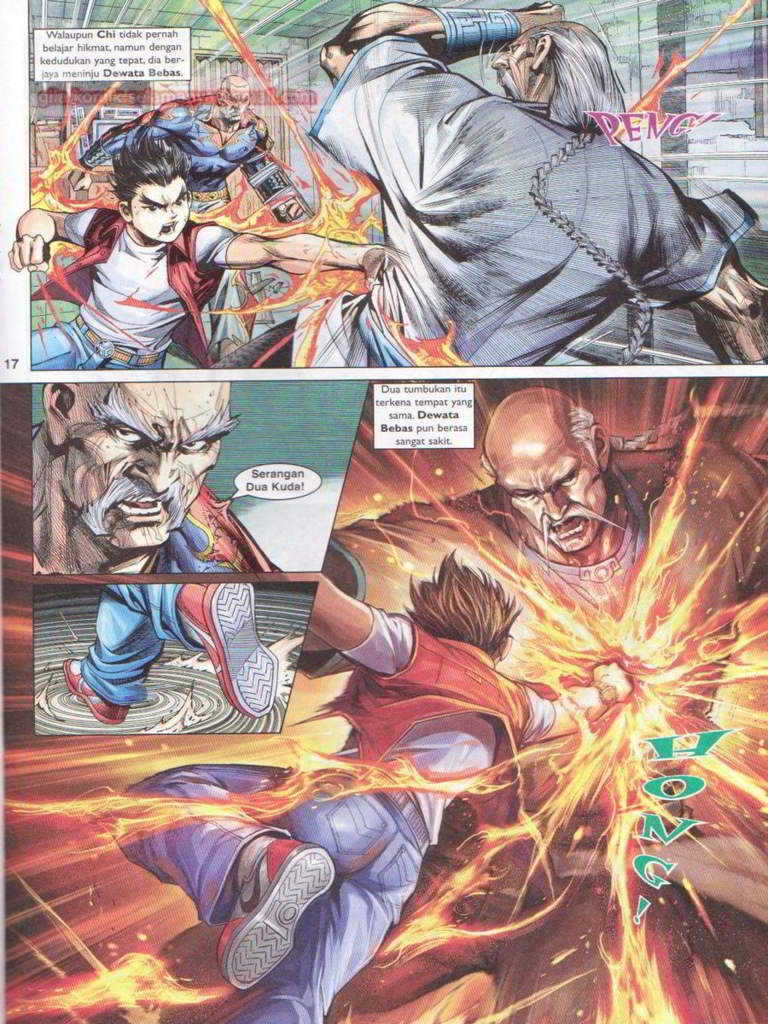 Walaupun Chi tidak pernah
belajar hikmat, namun dengan
kedudukan yang tepat, dia ber-
jaya meninju Dewata Bebas.
PENG!
17
Serangan
Dua Kuda!
Dua tumbukan itu
terkena tempat yang
sama. Dewata
Bebas pun berasa
sangat sakit.
HONG!